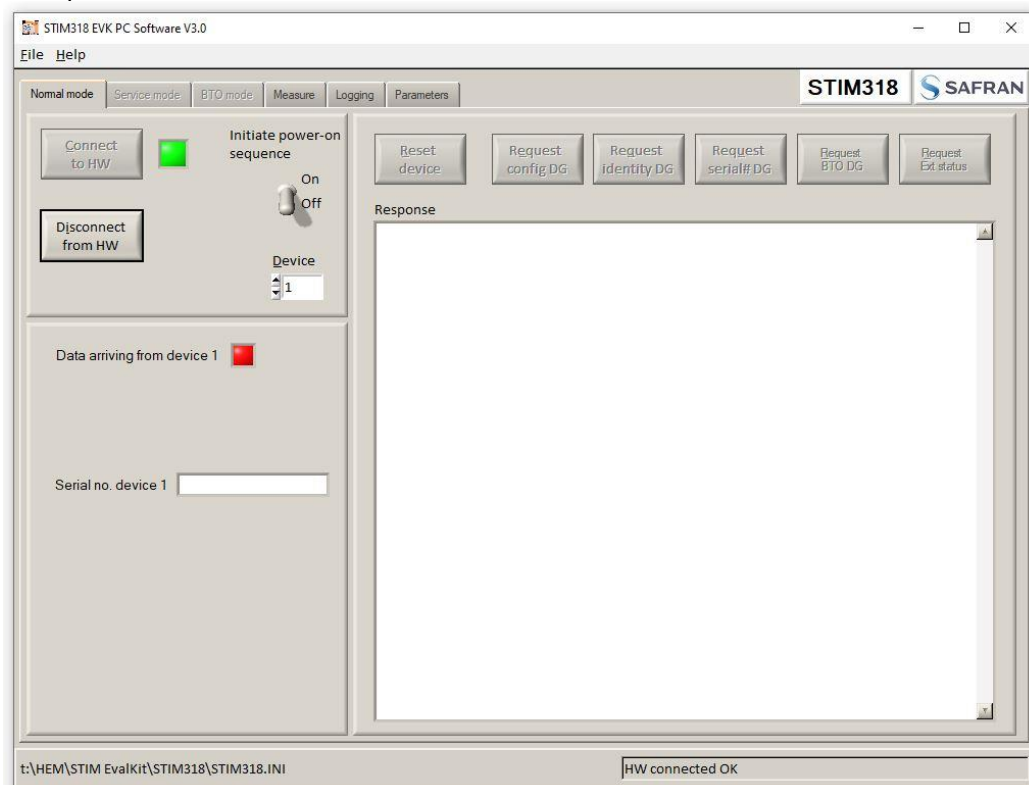 STIM318 EVK PC Software V3.0
File Help
Normal mode Service mode BTO mode Measure Logging Parameters
STIM318 SAFRAN
Connect
to HW
Initiate power-on
sequence
On
Off
Disconnect
from HW
Device
1
Reset
device
Request
config DG
Request
identity DG
Request
serial# DG
Request
BTO DG
Request
Ext status
Response
Data arriving from device 1
Serial no. device 1
t:\HEM\STIM EvalKit\STIM318\STIM318.INI
HW connected OK